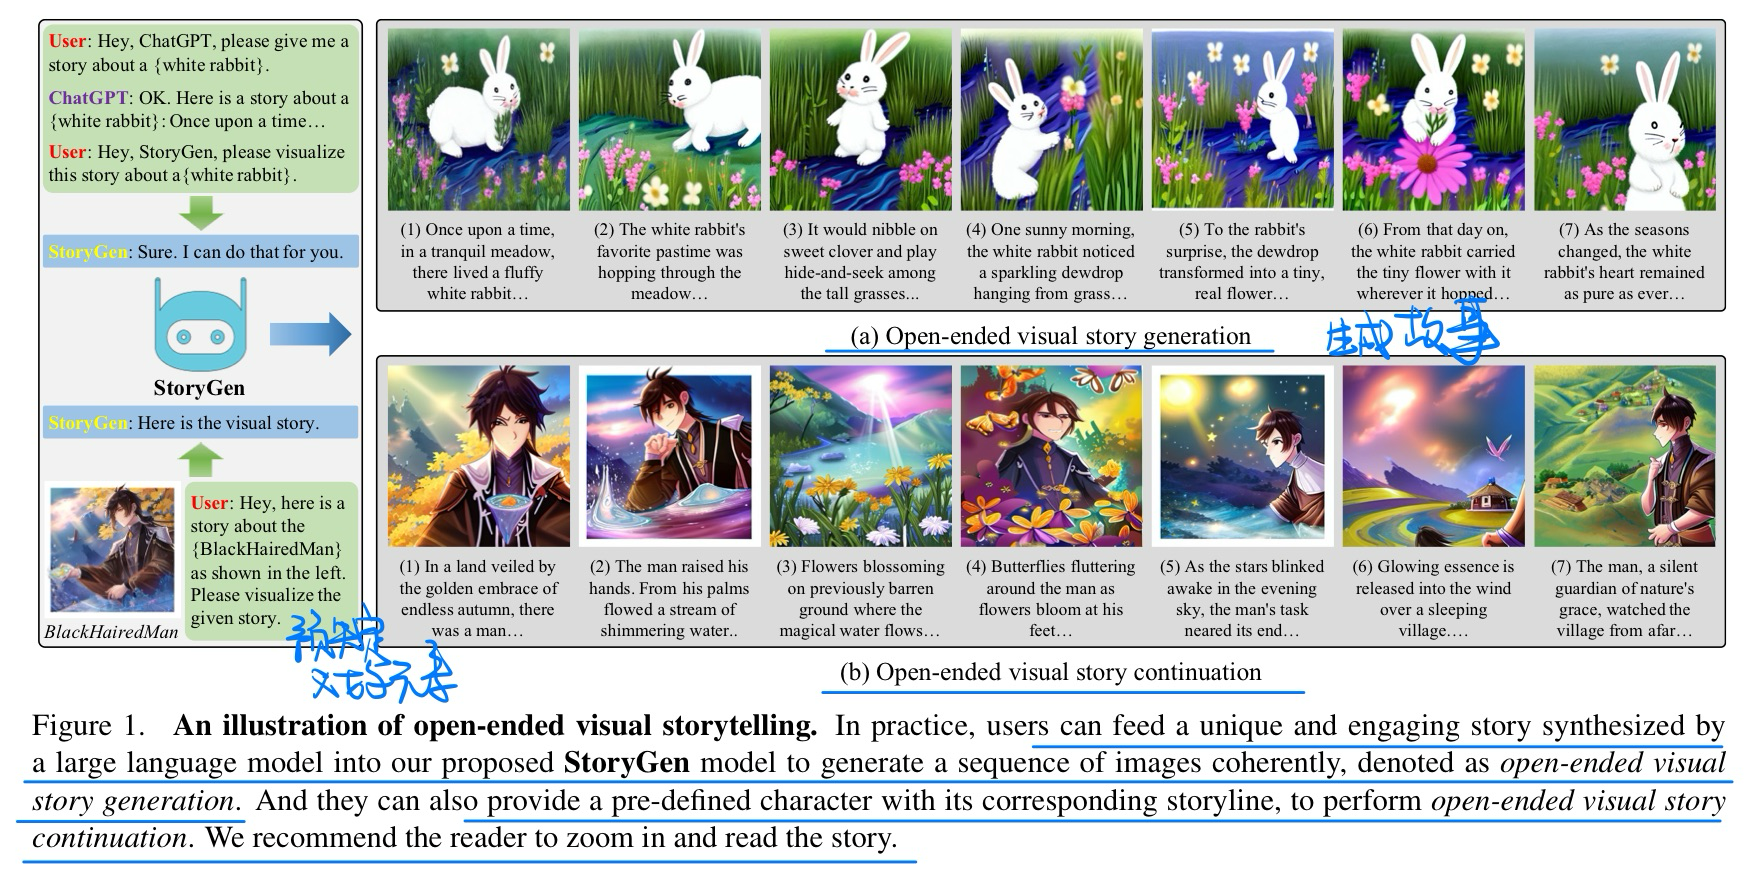 User: Hey, ChatGPT, please give me a
story about a {white rabbit}.
ChatGPT: OK. Here is a story about a
{white rabbit}: Once upon a time…
User: Hey, StoryGen, please visualize
this story about a{white rabbit}.
StoryGen: Sure. I can do that for you.
StoryGen
StoryGen: Here is the visual story.
User: Hey, here is a
story about the
{BlackHairedMan}
as shown in the left.
Please visualize the
given story.
BlackHairedMan
预定
(1) Once upon a time,
in a tranquil meadow,
there lived a fluffy
white rabbit…
(2) The white rabbit's
favorite pastime was
hopping through the
meadow…
(3) It would nibble on
sweet clover and play
hide-and-seek among
the tall grasses...
(4) One sunny morning,
the white rabbit noticed
a sparkling dewdrop
hanging from grass…
(5) To the rabbit's
surprise, the dewdrop
transformed into a tiny,
real flower…
(6) From that day on,
the white rabbit carried
the tiny flower with it
wherever it hopped…
(7) As the seasons
changed, the white
rabbit's heart remained
as pure as ever…
(a) Open-ended visual story generation
生成故事
(1) In a land veiled by
the golden embrace of
endless autumn, there
was a man…
(2) The man raised his
hands. From his palms
flowed a stream of
shimmering water..
(3) Flowers blossoming
on previously barren
ground where the
magical water flows…
(4) Butterflies fluttering
around the man as
flowers bloom at his
feet…
(5) As the stars blinked
awake in the evening
sky, the man's task
neared its end…
(6) Glowing essence is
released into the wind
over a sleeping
village.…
(7) The man, a silent
guardian of nature's
grace, watched the
village from afar…
(b) Open-ended visual story continuation
Figure 1. An illustration of open-ended visual storytelling. In practice, users can feed a unique and engaging story synthesized by
a large language model into our proposed StoryGen model to generate a sequence of images coherently, denoted as open-ended visual
story generation. And they can also provide a pre-defined character with its corresponding storyline, to perform open-ended visual story
continuation. We recommend the reader to zoom in and read the story.